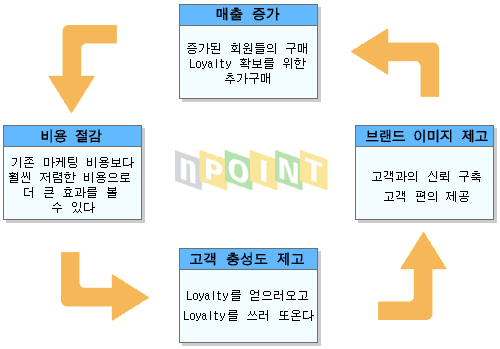 매출 증가
증가된 회원들의 구매
Loyalty 확보를 위한
추가구매
비용 절감
기존 마케팅 비용보다
훨씬 저렴한 비용으로
더 큰 효과를 볼
수 있다
nPOINT
브랜드 이미지 제고
고객과의 신뢰 구축
고객 편의 제공
고객 충성도 제고
Loyalty를 얻으러오고
Loyalty를 쓰러 또온다